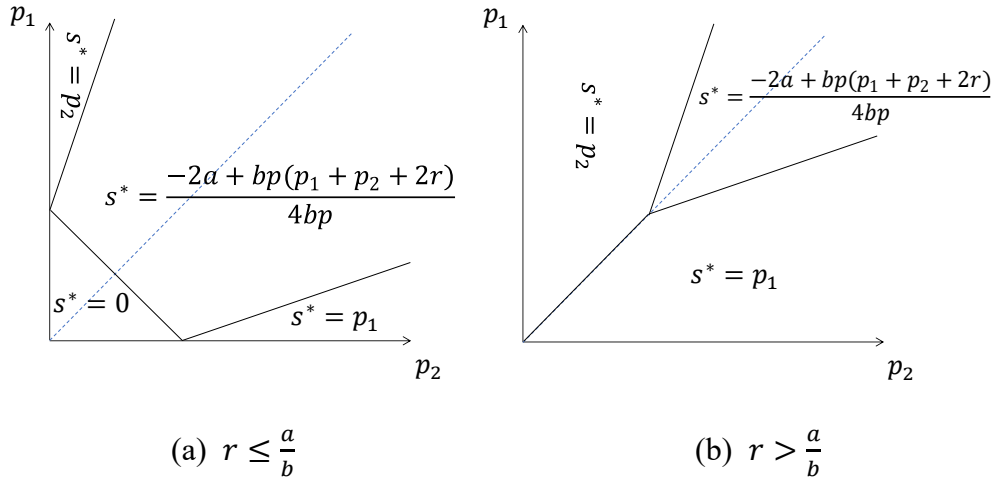 p₁
s* = p₂
s* = (−2a + bp(p₁ + p₂ + 2r))/(4bp)
s* = 0
s* = p₁
p₂
(a) r ≤ a/b
p₁
s* = p₂
s* = (−2a + bp(p₁ + p₂ + 2r))/(4bp)
s* = p₁
p₂
(b) r > a/b